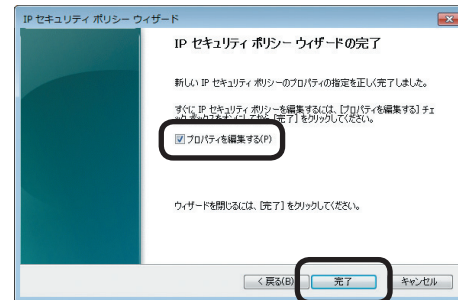 IP セキュリティ ポリシー ウィザード
IP セキュリティ ポリシー ウィザードの完了
新しい IP セキュリティ ポリシーのプロパティの指定を正しく完了しました。
すぐに IP セキュリティ ポリシーを編集するには、[プロパティを編集する] チェ
ック ボックスをオンにしてから、[完了] をクリックしてください。
プロパティを編集する(P)
ウィザードを閉じるには、[完了] をクリックしてください。
< 戻る(B)
完了
キャンセル